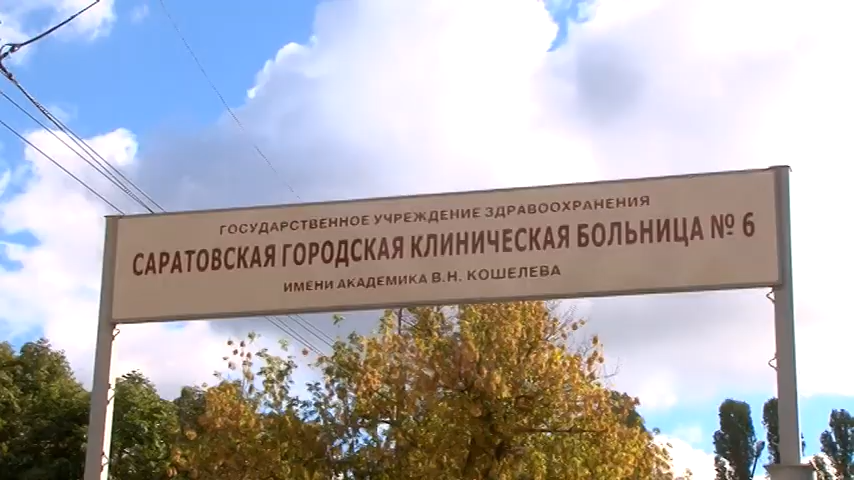 ГОСУДАРСТВЕННОЕ УЧРЕЖДЕНИЕ ЗДРАВООХРАНЕНИЯ
САРАТОВСКАЯ ГОРОДСКАЯ КЛИНИЧЕСКАЯ БОЛЬНИЦА № 6
ИМЕНИ АКАДЕМИКА В.Н. КОШЕЛЕВА